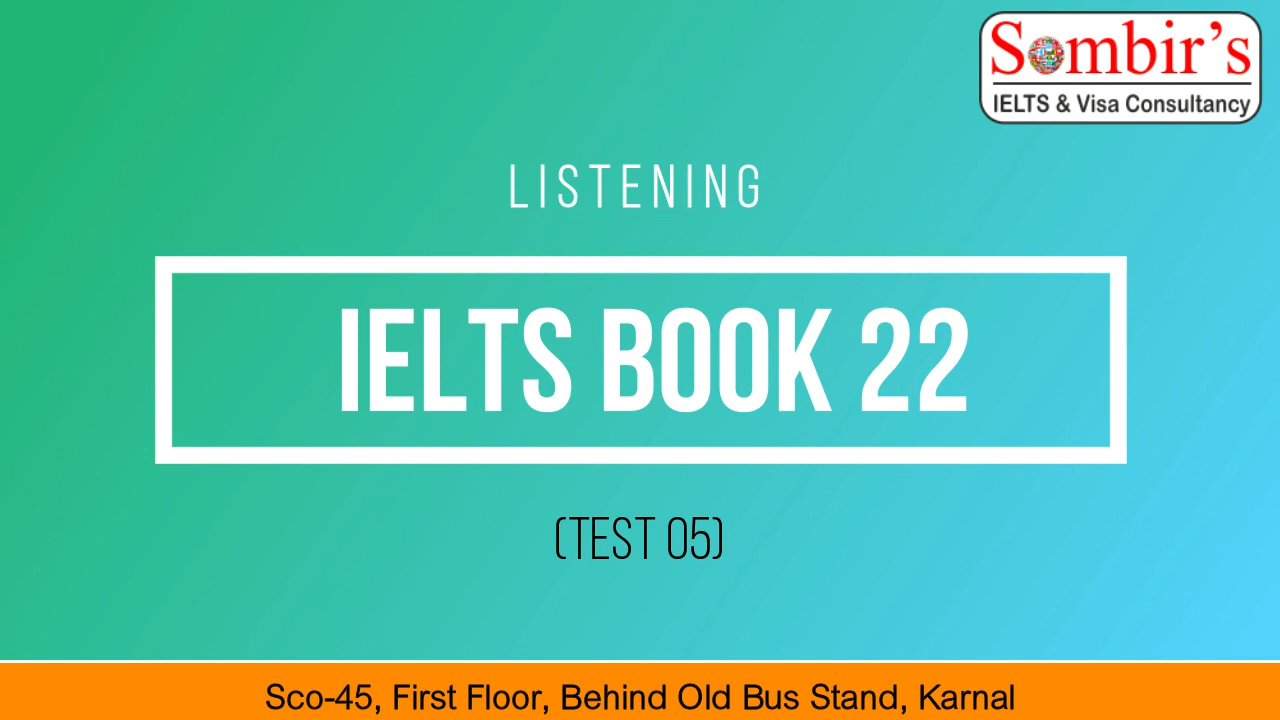 Sombir's
IELTS & Visa Consultancy
LISTENING
IELTS BOOK 22
(TEST 05)
Sco-45, First Floor, Behind Old Bus Stand, Karnal